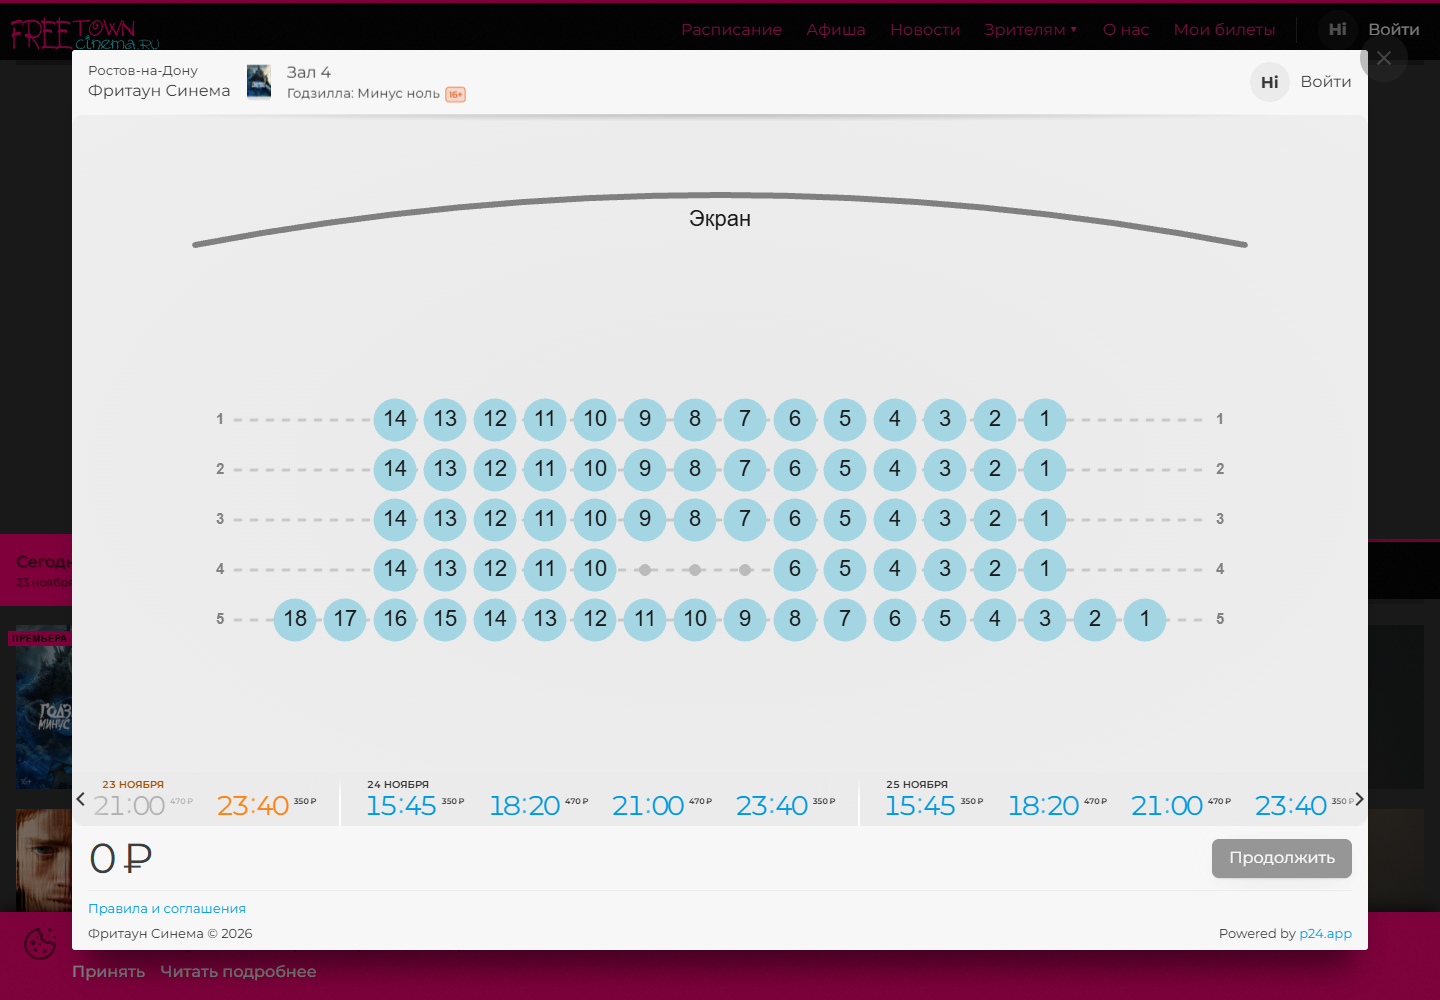 FREETOWN
cinema.ru
Расписание Афиша Новости Зрителям ▼ О нас Мои билеты Hi Войти
Ростов-на-Дону
Фритаун Синема
Зал 4
Годзилла: Минус ноль 16+
Hi Войти
Экран
1 14 13 12 11 10 9 8 7 6 5 4 3 2 1 1
2 14 13 12 11 10 9 8 7 6 5 4 3 2 1 2
3 14 13 12 11 10 9 8 7 6 5 4 3 2 1 3
4 14 13 12 11 10 6 5 4 3 2 1 4
5 18 17 16 15 14 13 12 11 10 9 8 7 6 5 4 3 2 1 5
23 ноября
ПРЕМЬЕРА
16+
23 НОЯБРЯ 24 НОЯБРЯ 25 НОЯБРЯ
21:00 470 ₽ 23:40 350 ₽ 15:45 350 ₽ 18:20 470 ₽ 21:00 470 ₽ 23:40 350 ₽ 15:45 350 ₽ 18:20 470 ₽ 21:00 470 ₽ 23:40 350 ₽
0 ₽
Продолжить
Правила и соглашения
Фритаун Синема © 2026
Powered by p24.app
Принять Читать подробнее